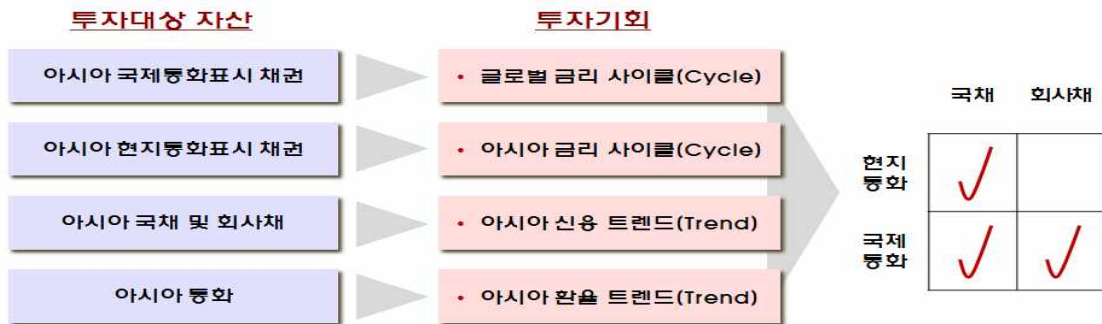 투자대상 자산
투자기회
아시아 국제통화표시 채권
• 글로벌 금리 사이클(Cycle)
아시아 현지통화표시 채권
• 아시아 금리 사이클(Cycle)
아시아 국채 및 회사채
• 아시아 신용 트렌드(Trend)
아시아 통화
• 아시아 환율 트렌드(Trend)
국채
회사채
현지
통화
국제
통화